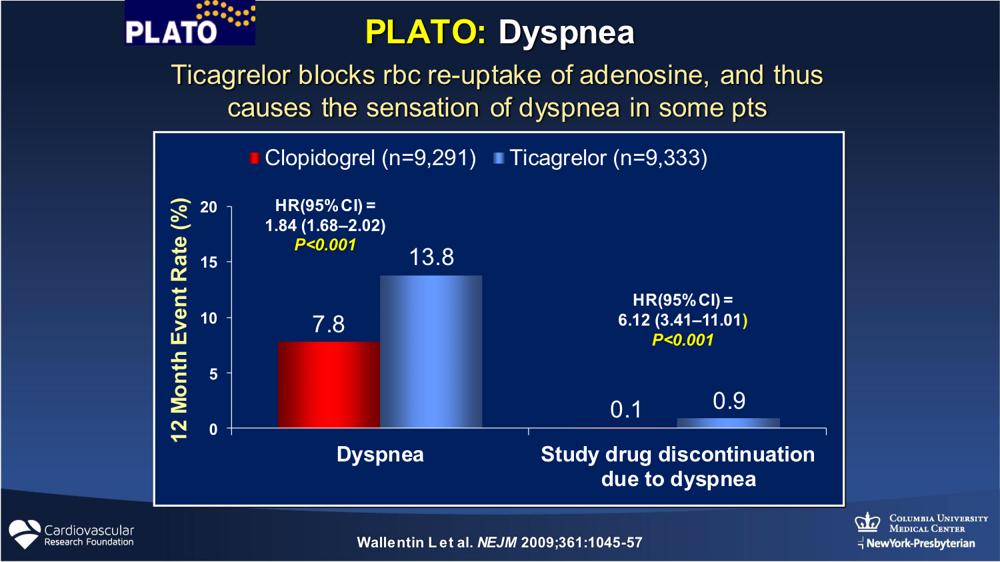 PLATO
PLATO: Dyspnea
Ticagrelor blocks rbc re-uptake of adenosine, and thus
causes the sensation of dyspnea in some pts
Clopidogrel (n=9,291) Ticagrelor (n=9,333)
12 Month Event Rate (%)
20
15
10
5
0
HR(95% CI) =
1.84 (1.68–2.02)
P<0.001
7.8
13.8
HR(95% CI) =
6.12 (3.41–11.01)
P<0.001
0.1
0.9
Dyspnea
Study drug discontinuation
due to dyspnea
Cardiovascular
Research Foundation
Wallentin L et al. NEJM 2009;361:1045-57
Columbia University
Medical Center
NewYork-Presbyterian